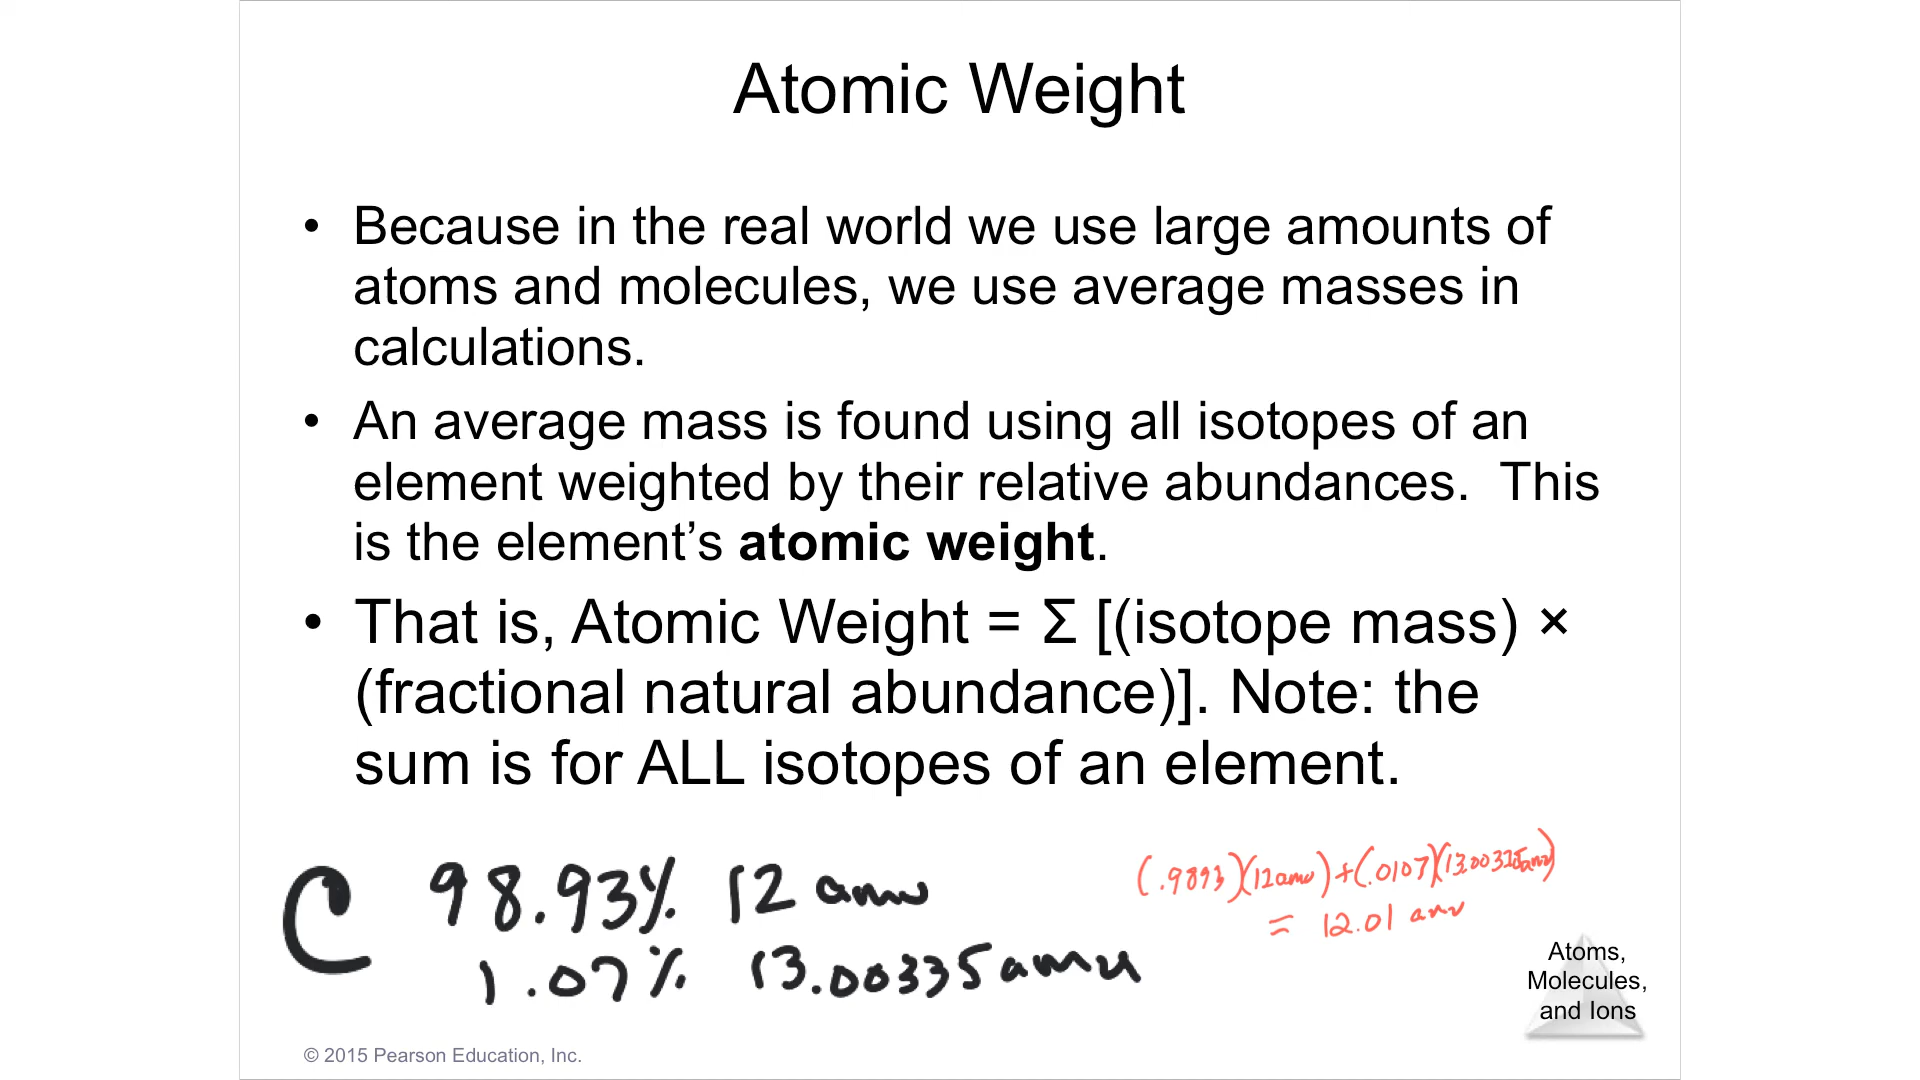 Atomic Weight
• Because in the real world we use large amounts of
atoms and molecules, we use average masses in
calculations.
• An average mass is found using all isotopes of an
element weighted by their relative abundances.  This
is the element’s atomic weight.
• That is, Atomic Weight = Σ [(isotope mass) ×
(fractional natural abundance)]. Note: the
sum is for ALL isotopes of an element.
C 98.93% 12 amu
1.07% 13.00335 amu
(.9893)(12amu)+(.0107)(13.00335amu)
= 12.01 amu
Atoms,
Molecules,
and Ions
© 2015 Pearson Education, Inc.